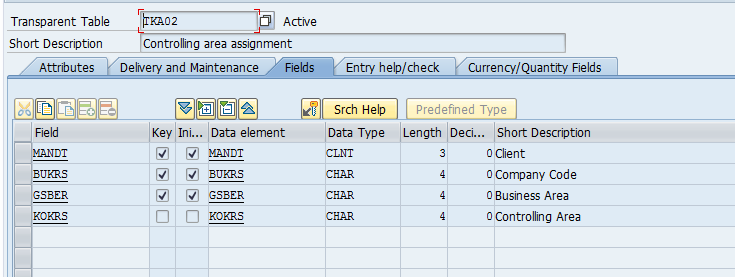 Transparent Table TKA02 Active
Short Description Controlling area assignment
Attributes Delivery and Maintenance Fields Entry help/check Currency/Quantity Fields
Srch Help Predefined Type
Field Key Ini... Data element Data Type Length Deci... Short Description
MANDT MANDT CLNT 3 0 Client
BUKRS BUKRS CHAR 4 0 Company Code
GSBER GSBER CHAR 4 0 Business Area
KOKRS KOKRS CHAR 4 0 Controlling Area